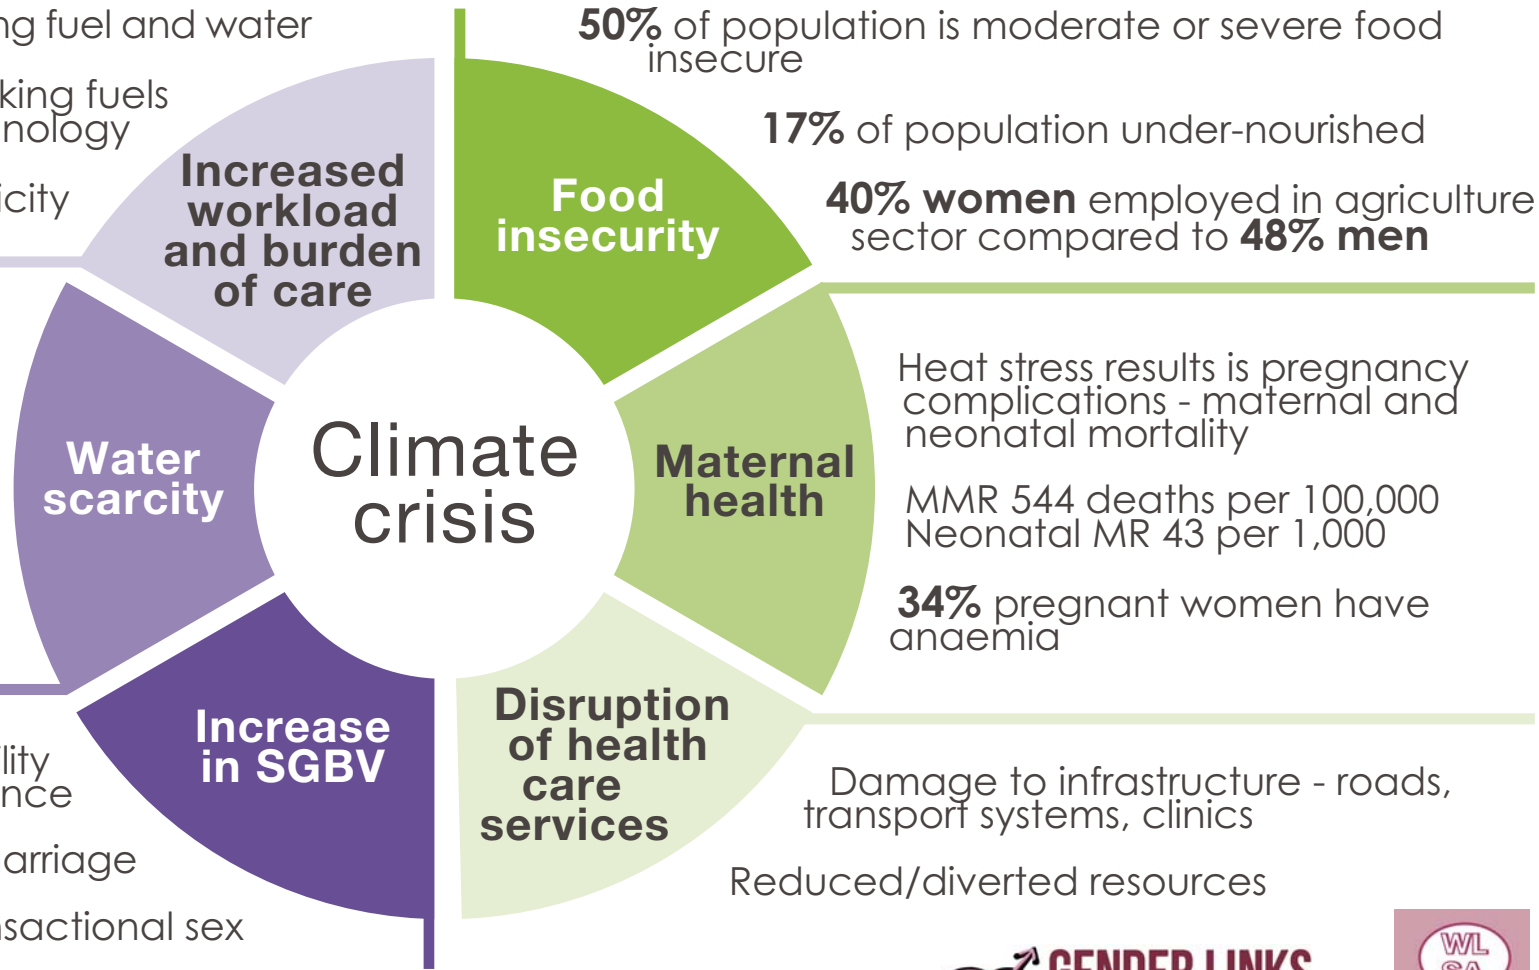 ng fuel and water
king fuels
nology
icity
50% of population is moderate or severe food
insecure
17% of population under-nourished
40% women employed in agriculture
sector compared to 48% men
Increased
workload
and burden
of care
Food
insecurity
Water
scarcity
Climate
crisis
Maternal
health
Heat stress results is pregnancy
complications - maternal and
neonatal mortality
MMR 544 deaths per 100,000
Neonatal MR 43 per 1,000
34% pregnant women have
anaemia
Increase
in SGBV
Disruption
of health
care
services
lity
nce
arriage
nsactional sex
Damage to infrastructure - roads,
transport systems, clinics
Reduced/diverted resources
GENDER LINKS
WL
SA